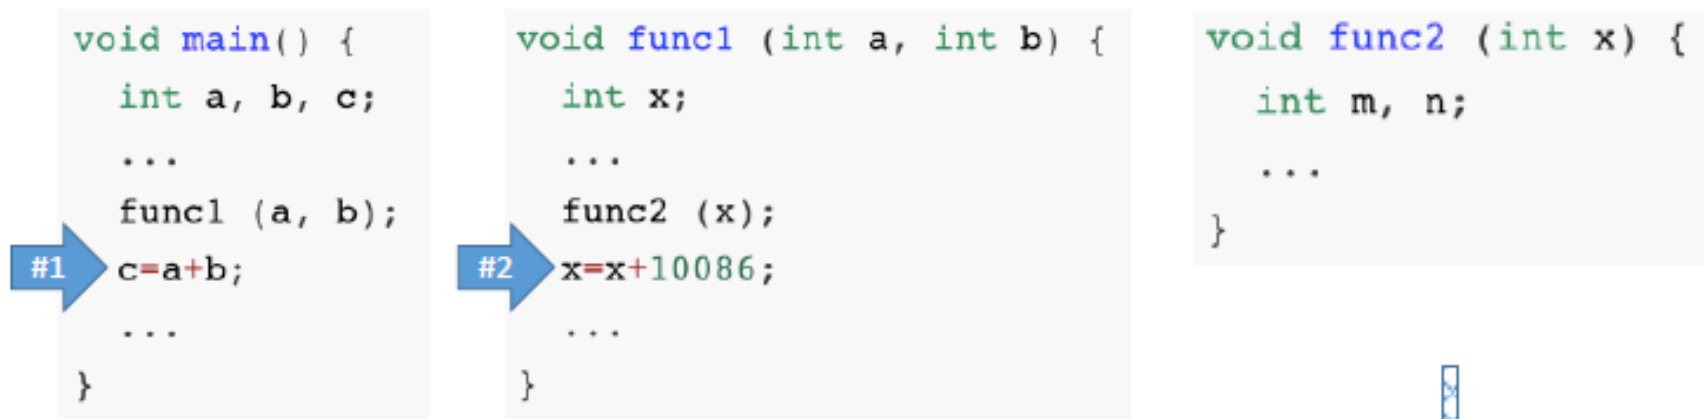 void main() {
int a, b, c;
...
func1 (a, b);
#1
c=a+b;
...
}
void func1 (int a, int b) {
int x;
...
func2 (x);
#2
x=x+10086;
...
}
void func2 (int x) {
int m, n;
...
}